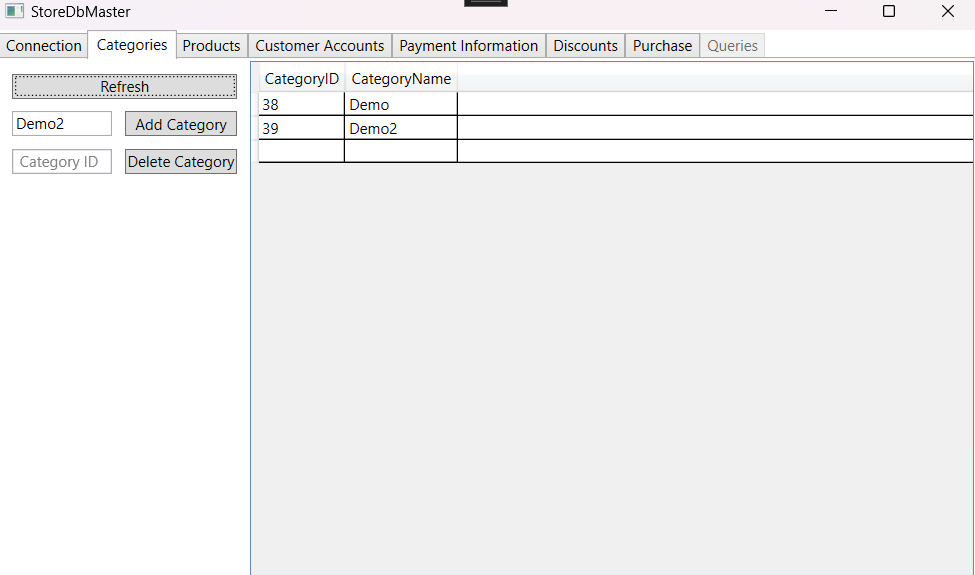 StoreDbMaster
Connection Categories Products Customer Accounts Payment Information Discounts Purchase Queries
Refresh
Demo2 Add Category
Category ID Delete Category
CategoryID CategoryName
38 Demo
39 Demo2